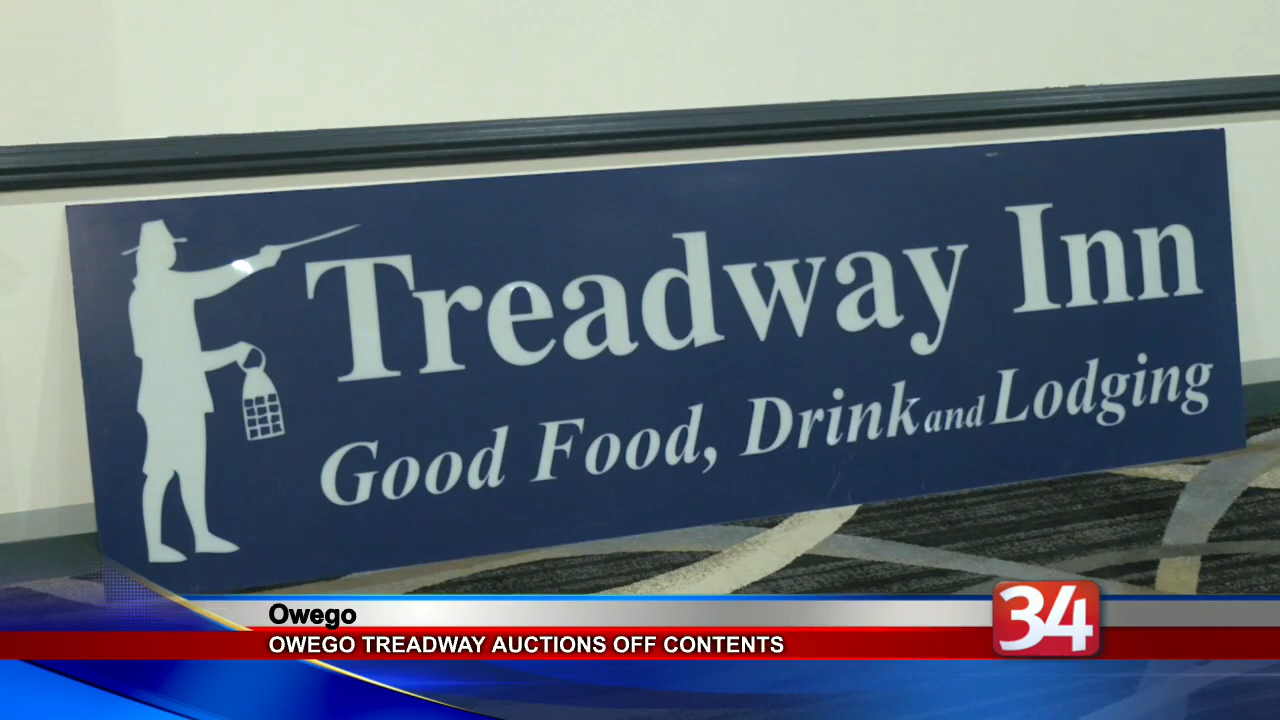 Treadway Inn
Good Food, Drink and Lodging
Owego
OWEGO TREADWAY AUCTIONS OFF CONTENTS
34